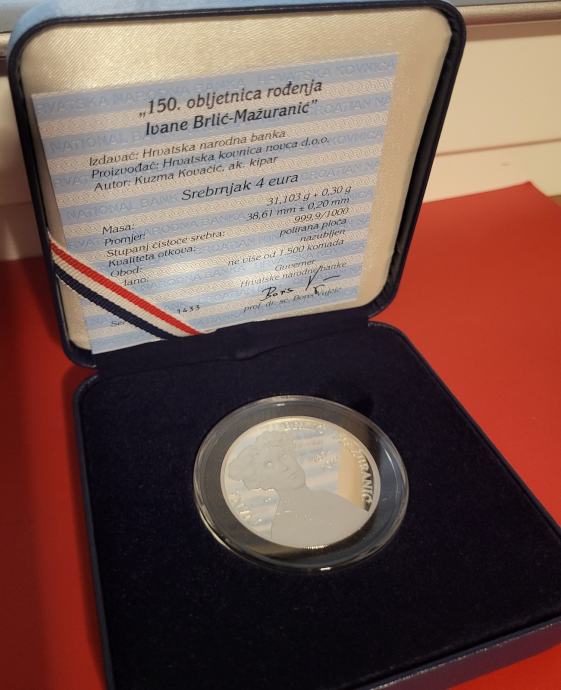 „150. obljetnica rođenja
Ivane Brlić-Mažuranić”
Izdavač: Hrvatska narodna banka
Proizvođač: Hrvatska kovnica novca d.o.o.
Autor: Kuzma Kovačić, ak. kipar
Srebrnjak 4 eura
Masa: 31,103 g + 0,30 g
Promjer: 38,61 mm ± 0,20 mm
Stupanj čistoće srebra: 999,9/1000
Kvaliteta otkova: polirana ploča
Obod: nazubljen
ne više od 1.500 komada
Guverner
Hrvatske narodne banke
prof. dr. sc. Boris Vujčić
1433